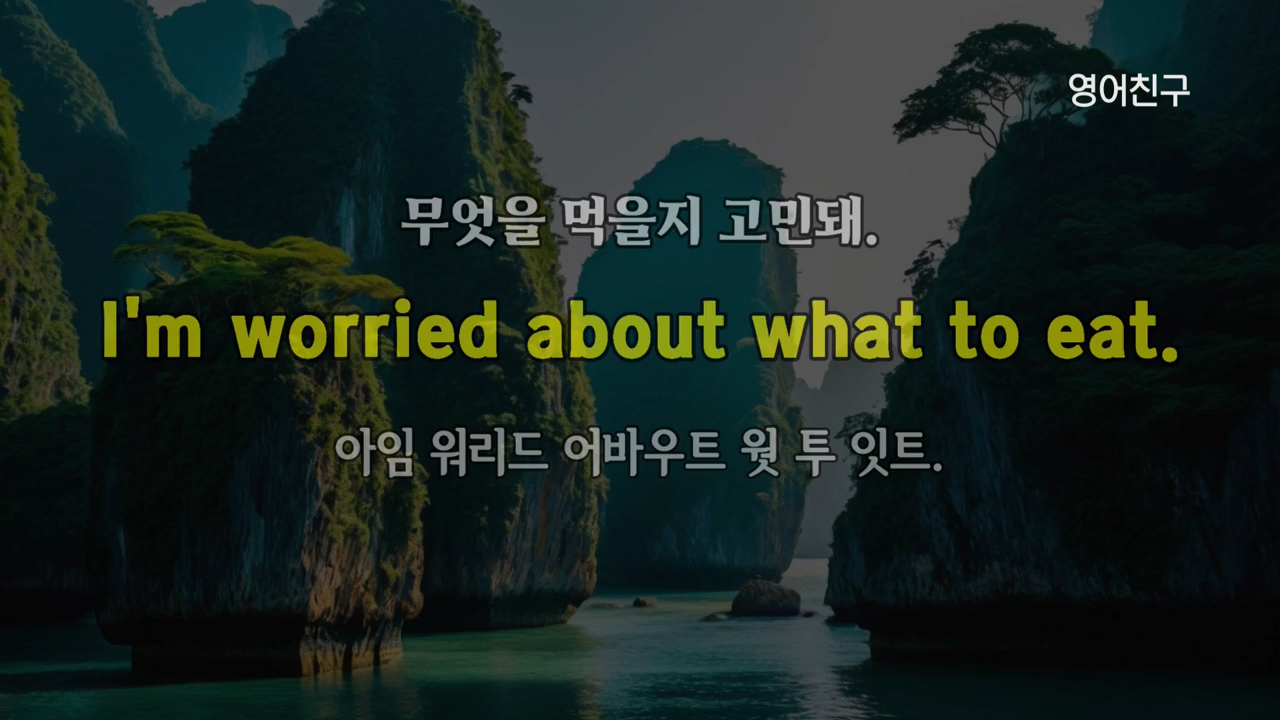 영어친구
무엇을 먹을지 고민돼.
I'm worried about what to eat.
아임 워리드 어바우트 웟 투 잇트.